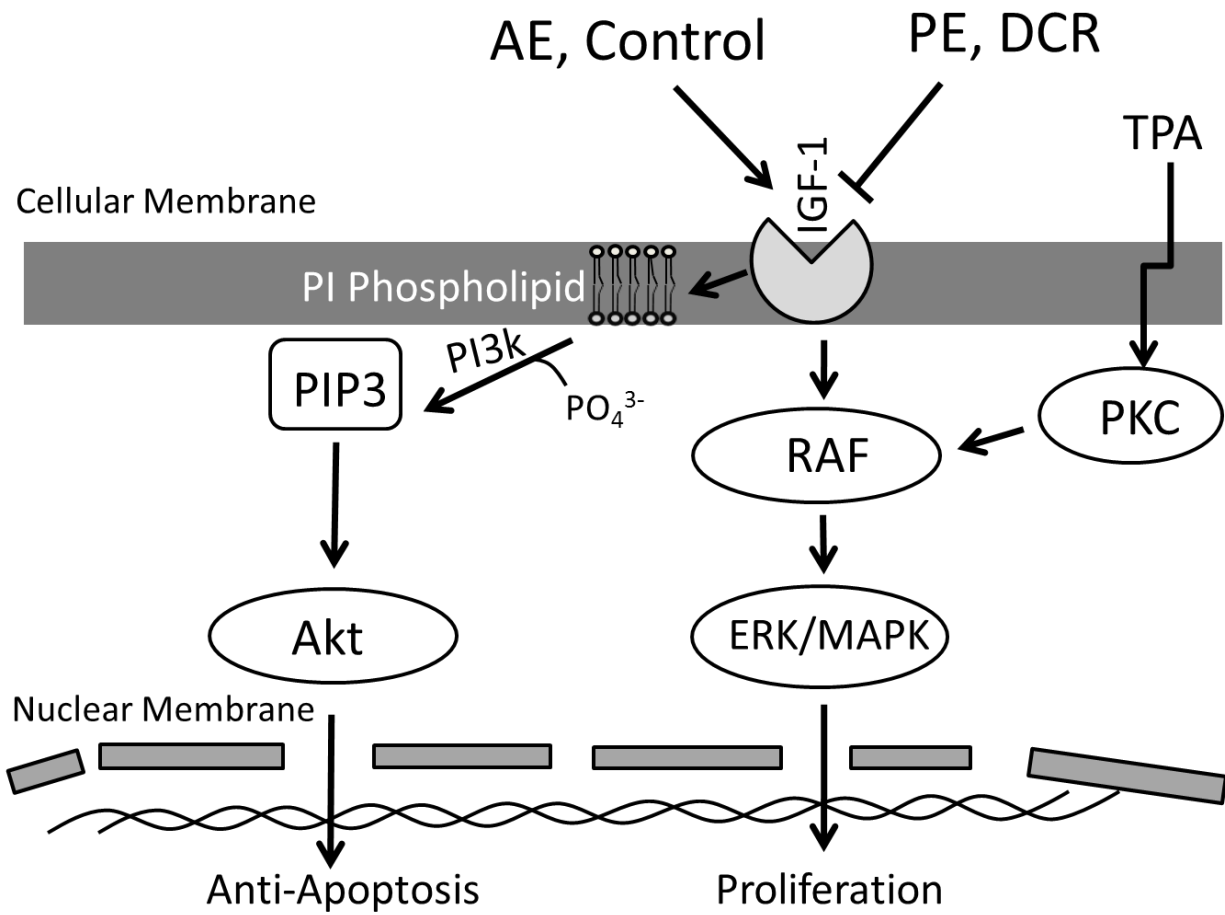 AE, Control
PE, DCR
TPA
IGF-1
Cellular Membrane
PI Phospholipid
PI3k
PIP3
PO₄³⁻
PKC
RAF
Akt
ERK/MAPK
Nuclear Membrane
Anti-Apoptosis
Proliferation